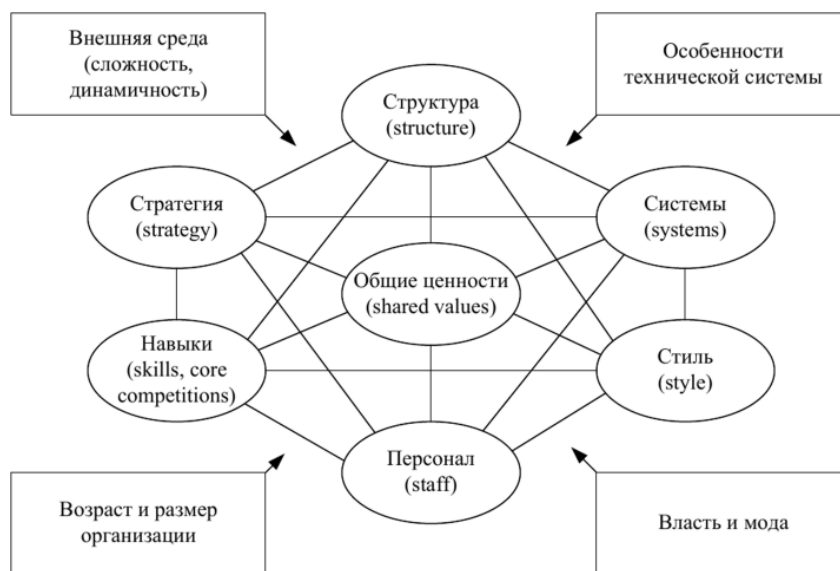 Внешняя среда
(сложность,
динамичность)
Особенности
технической системы
Структура
(structure)
Стратегия
(strategy)
Системы
(systems)
Общие ценности
(shared values)
Навыки
(skills, core
competitions)
Стиль
(style)
Персонал
(staff)
Возраст и размер
организации
Власть и мода